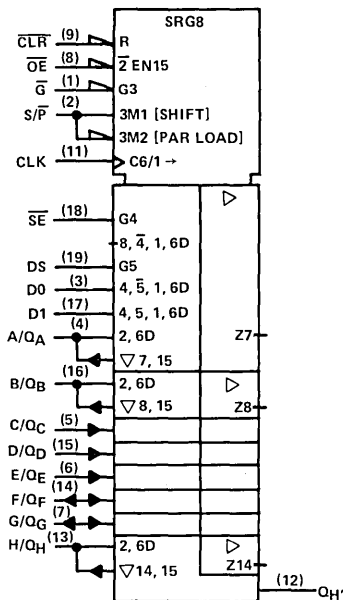 SRG8
CLR (9) R
OE (8) 2 EN15
G (1) G3
S/P (2) 3M1 [SHIFT]
3M2 [PAR LOAD]
CLK (11) C6/1 →
▷
SE (18) G4
8, 4, 1, 6D
DS (19) G5
D0 (3) 4, 5, 1, 6D
D1 (17) 4, 5, 1, 6D
A/QA (4) 2, 6D Z7
▽ 7, 15
B/QB (16) 2, 6D ▷
▽ 8, 15 Z8
C/QC (5)
D/QD (15)
E/QE (6)
F/QF (14)
G/QG (7)
H/QH (13) 2, 6D ▷
▽14, 15 Z14
(12) QH'